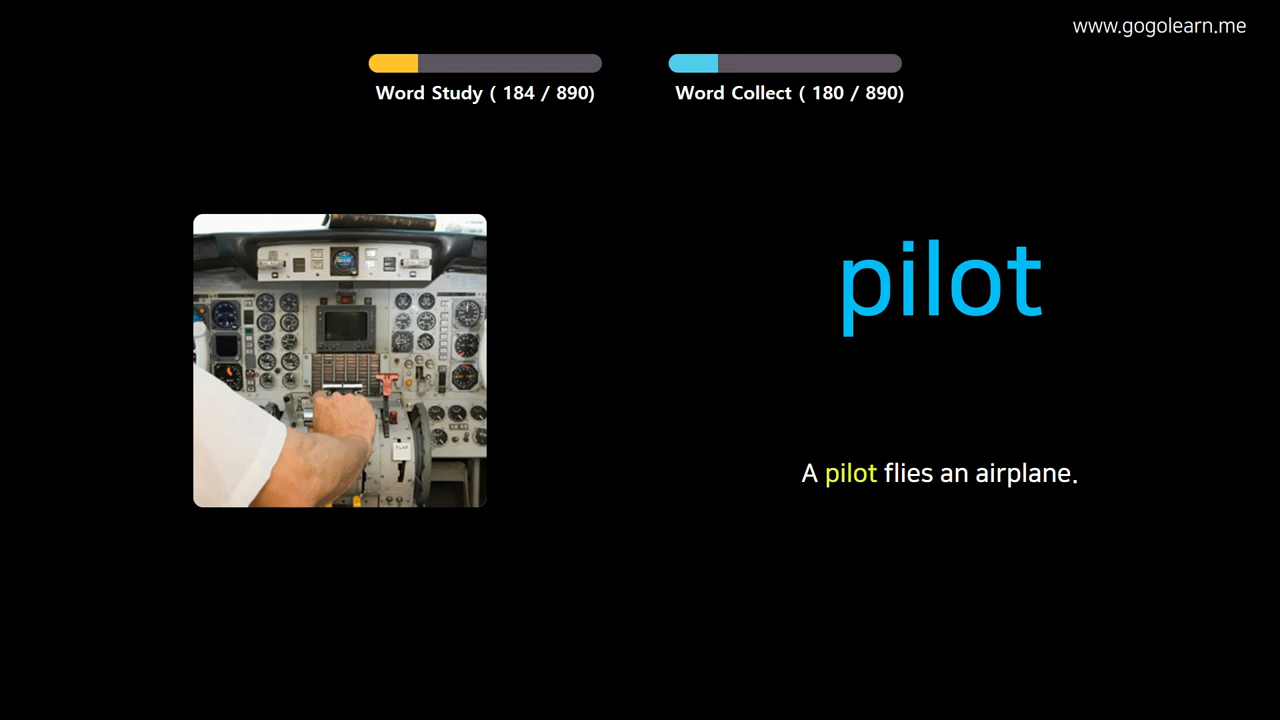 www.gogolearn.me
Word Study ( 184 / 890)
Word Collect ( 180 / 890)
pilot
A pilot flies an airplane.